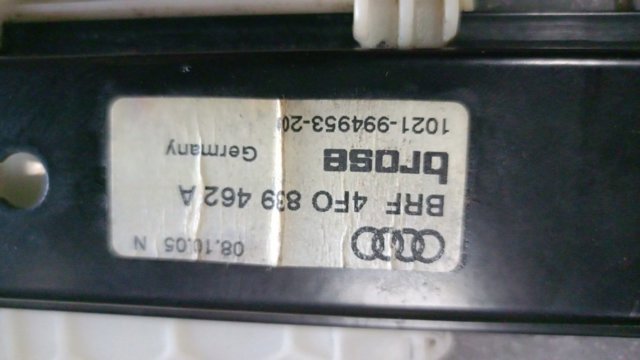 08.10.05 N
BRF 4F0 839 462 A
brose Germany
1021-994953-20